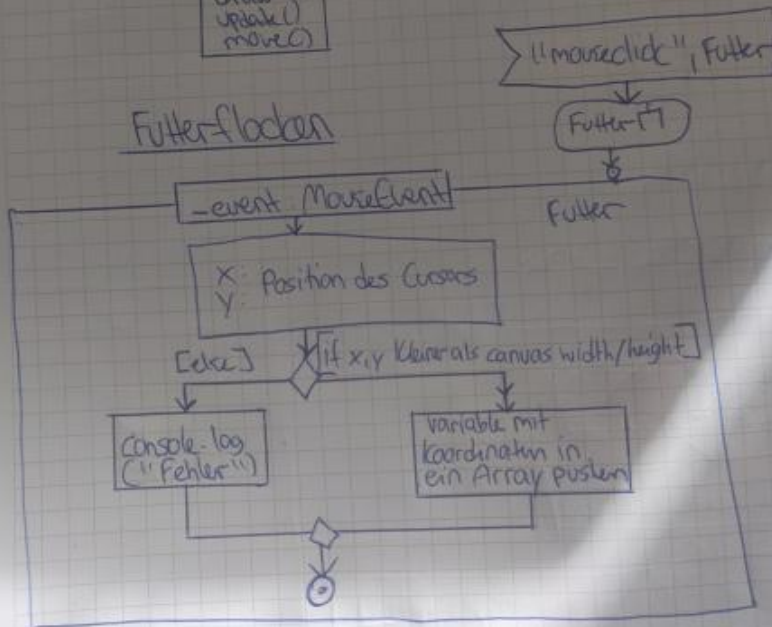 update()
move()
"mouseclick", Futter
Futterflocken
Futter
_event MouseEvent
Futter
X: Position des Cursors
Y:
[else]
[if x,y kleiner als canvas width/height]
console.log
("Fehler")
variable mit
Koordinaten in
ein Array pushen